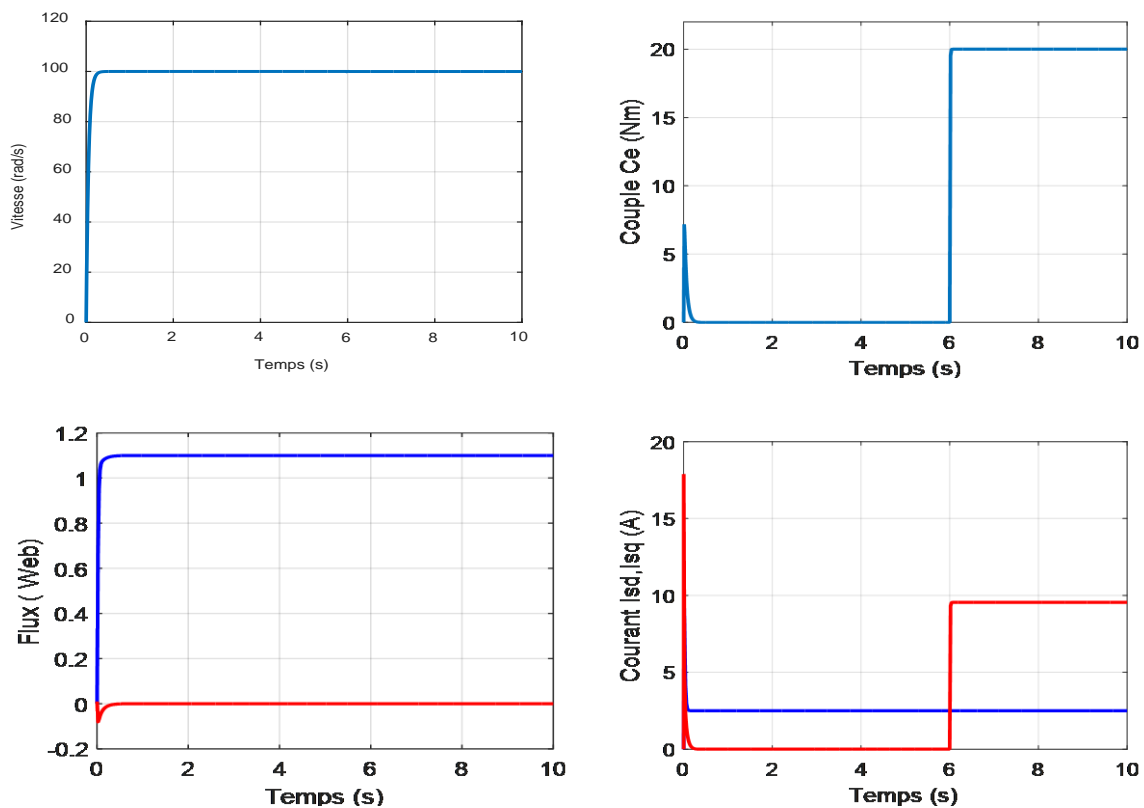 120
100
80
60
40
20
0
Vitesse (rad/s)
0 2 4 6 8 10
Temps (s)
20
15
10
5
0
Couple Ce (Nm)
0 2 4 6 8 10
Temps (s)
1.2
1
0.8
0.6
0.4
0.2
0
-0.2
Flux ( Web)
0 2 4 6 8 10
Temps (s)
20
15
10
5
0
Courant Isd,Isq (A)
0 2 4 6 8 10
Temps (s)